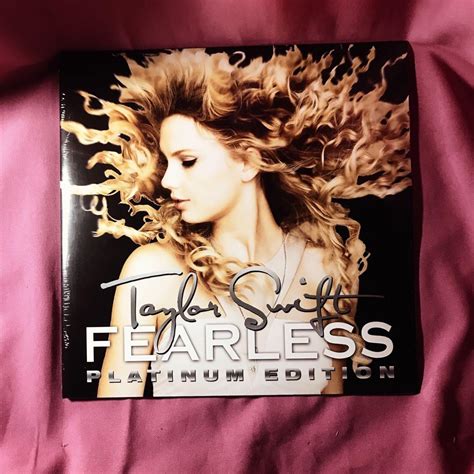 Taylor Swift
FEARLESS
PLATINUM EDITION